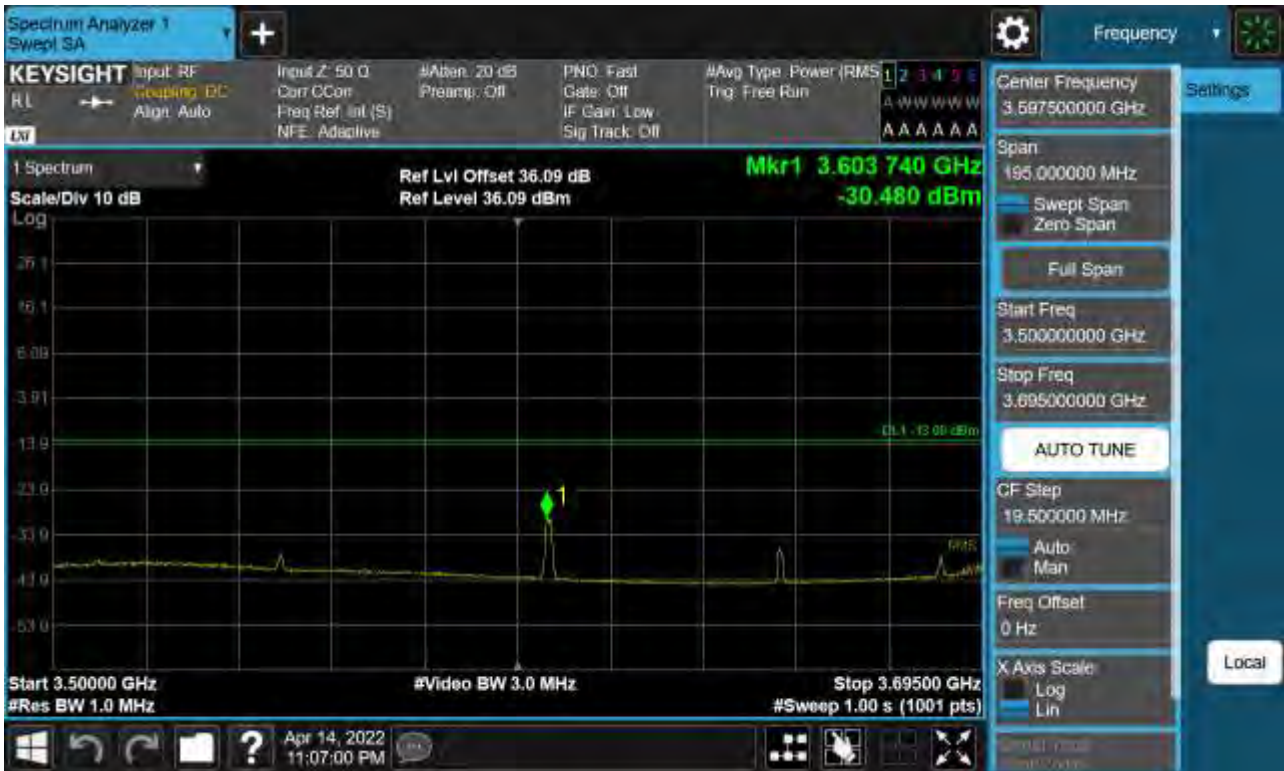 Spectrum Analyzer 1
Swept SA
Frequency
KEYSIGHT
RL
Input: RF
Coupling: DC
Align: Auto
Input Z: 50 Ω
Corr CCorr
Freq Ref: Int (S)
NFE: Adaptive
#Atten: 20 dB
Preamp: Off
PNO: Fast
Gate: Off
IF Gain: Low
Sig Track: Off
#Avg Type: Power (RMS
Trig: Free Run
1 2 3 4 5 6
A W W W W W
A A A A A A
Center Frequency
3.597500000 GHz
Settings
Span
195.000000 MHz
Swept Span
Zero Span
Full Span
Start Freq
3.500000000 GHz
Stop Freq
3.695000000 GHz
AUTO TUNE
CF Step
19.500000 MHz
Auto
Man
Freq Offset
0 Hz
X Axis Scale
Log
Lin
Local
1 Spectrum
Scale/Div 10 dB
Log
Ref Lvl Offset 36.09 dB
Ref Level 36.09 dBm
Mkr1 3.603 740 GHz
-30.480 dBm
26.1
16.1
6.09
-3.91
-13.9
-23.9
-33.9
-43.9
-53.9
DL1 -13.00 dBm
1
RMS
Start 3.50000 GHz
#Res BW 1.0 MHz
#Video BW 3.0 MHz
Stop 3.69500 GHz
#Sweep 1.00 s (1001 pts)
Apr 14, 2022
11:07:00 PM